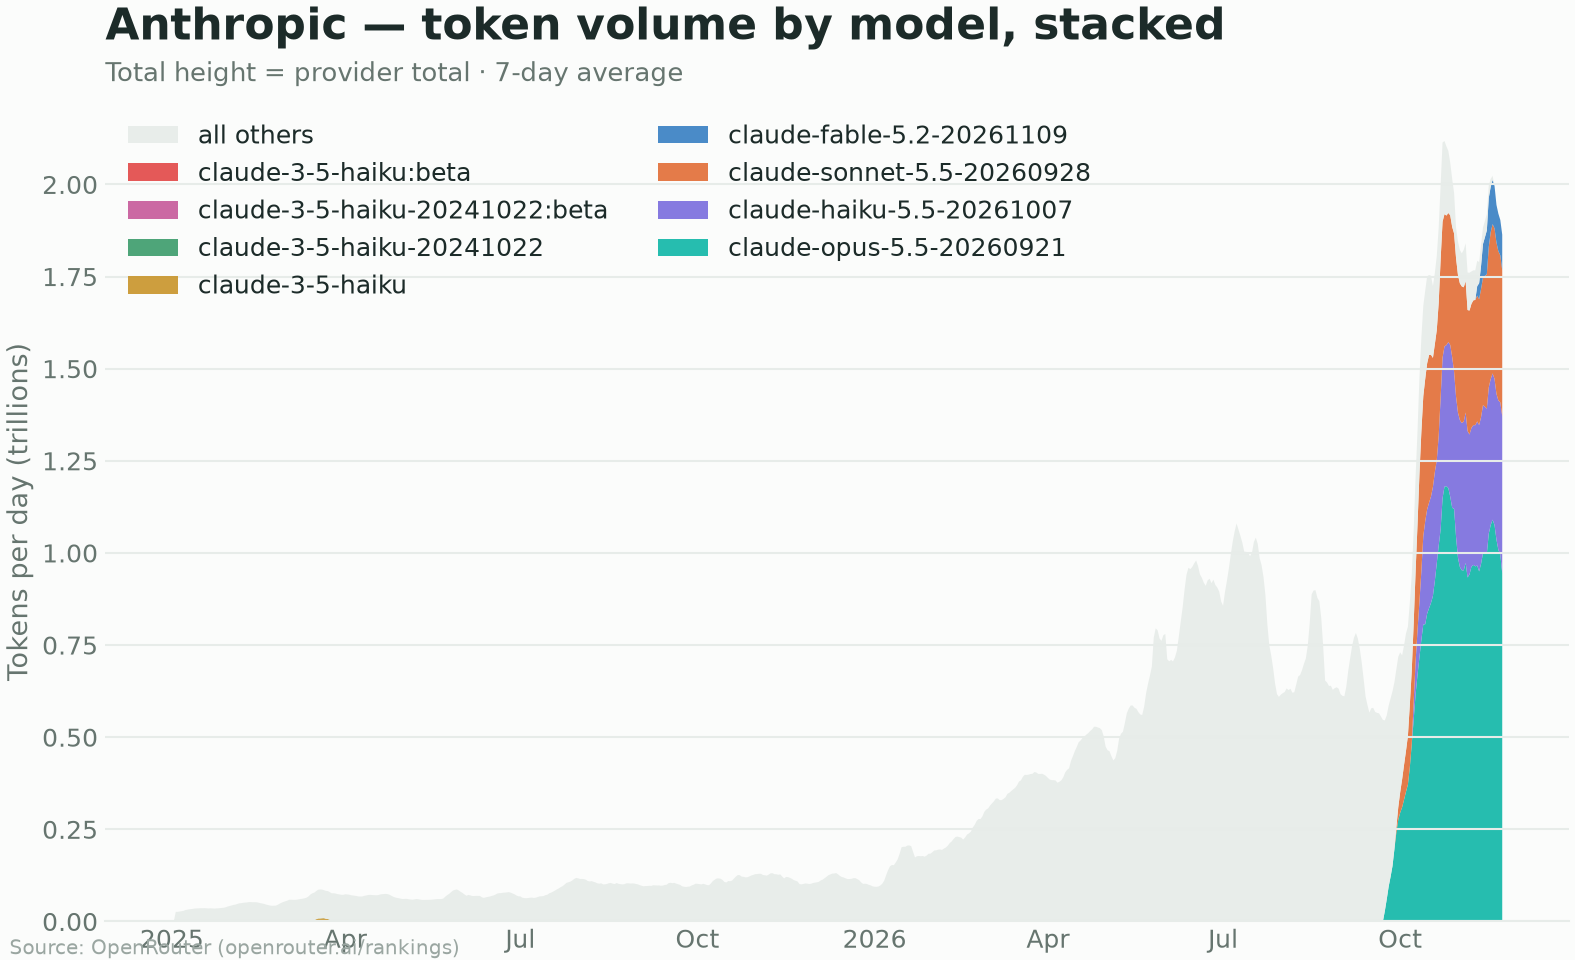 Anthropic — token volume by model, stacked
Total height = provider total · 7-day average
all others
claude-3-5-haiku:beta
claude-3-5-haiku-20241022:beta
claude-3-5-haiku-20241022
claude-3-5-haiku
claude-fable-5.2-20261109
claude-sonnet-5.5-20260928
claude-haiku-5.5-20261007
claude-opus-5.5-20260921
Tokens per day (trillions)
2.00
1.75
1.50
1.25
1.00
0.75
0.50
0.25
0.00
2025 Apr Jul Oct 2026 Apr Jul Oct
Source: OpenRouter (openrouter.ai/rankings)